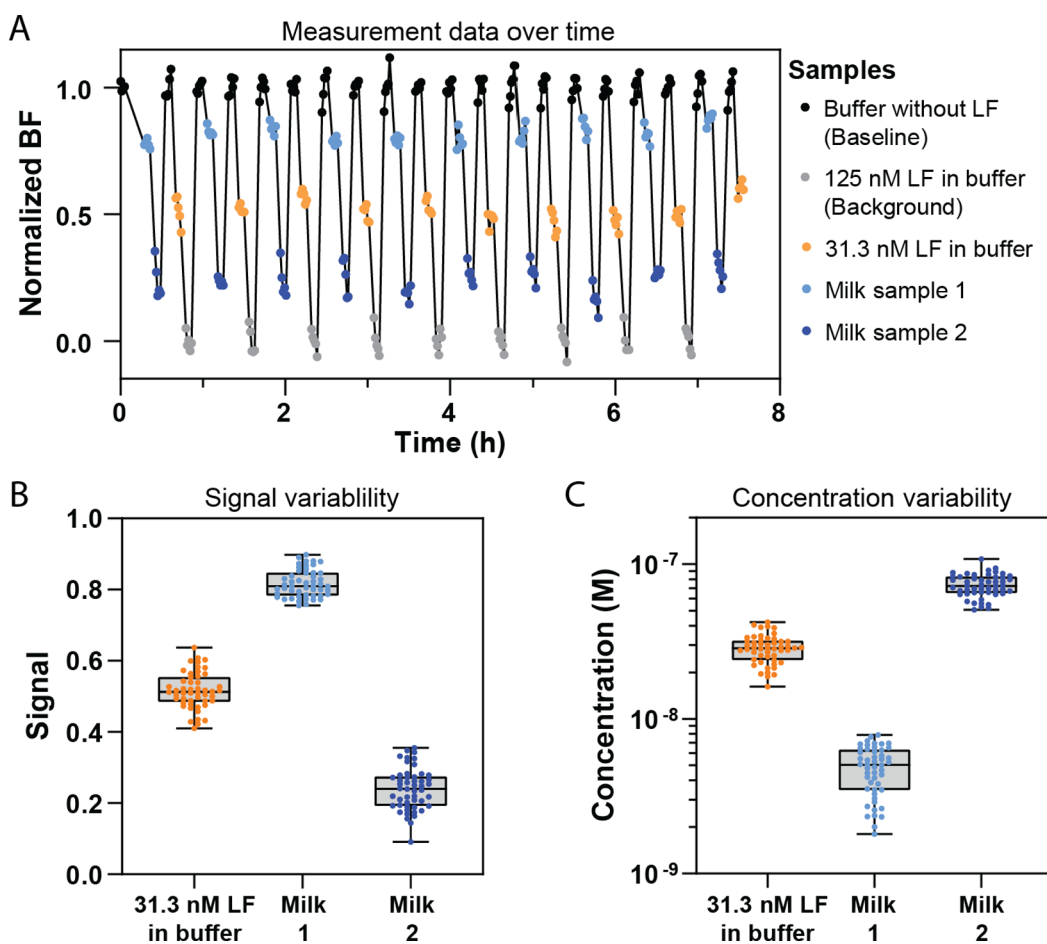 A
Measurement data over time
Normalized BF
1.0
0.5
0.0
0
2
4
6
8
Time (h)
Samples
Buffer without LF
(Baseline)
125 nM LF in buffer
(Background)
31.3 nM LF in buffer
Milk sample 1
Milk sample 2
B
Signal variablility
Signal
1.0
0.8
0.6
0.4
0.2
0.0
31.3 nM LF
in buffer
Milk
1
Milk
2
C
Concentration variability
Concentration (M)
10⁻⁷
10⁻⁸
10⁻⁹
31.3 nM LF
in buffer
Milk
1
Milk
2